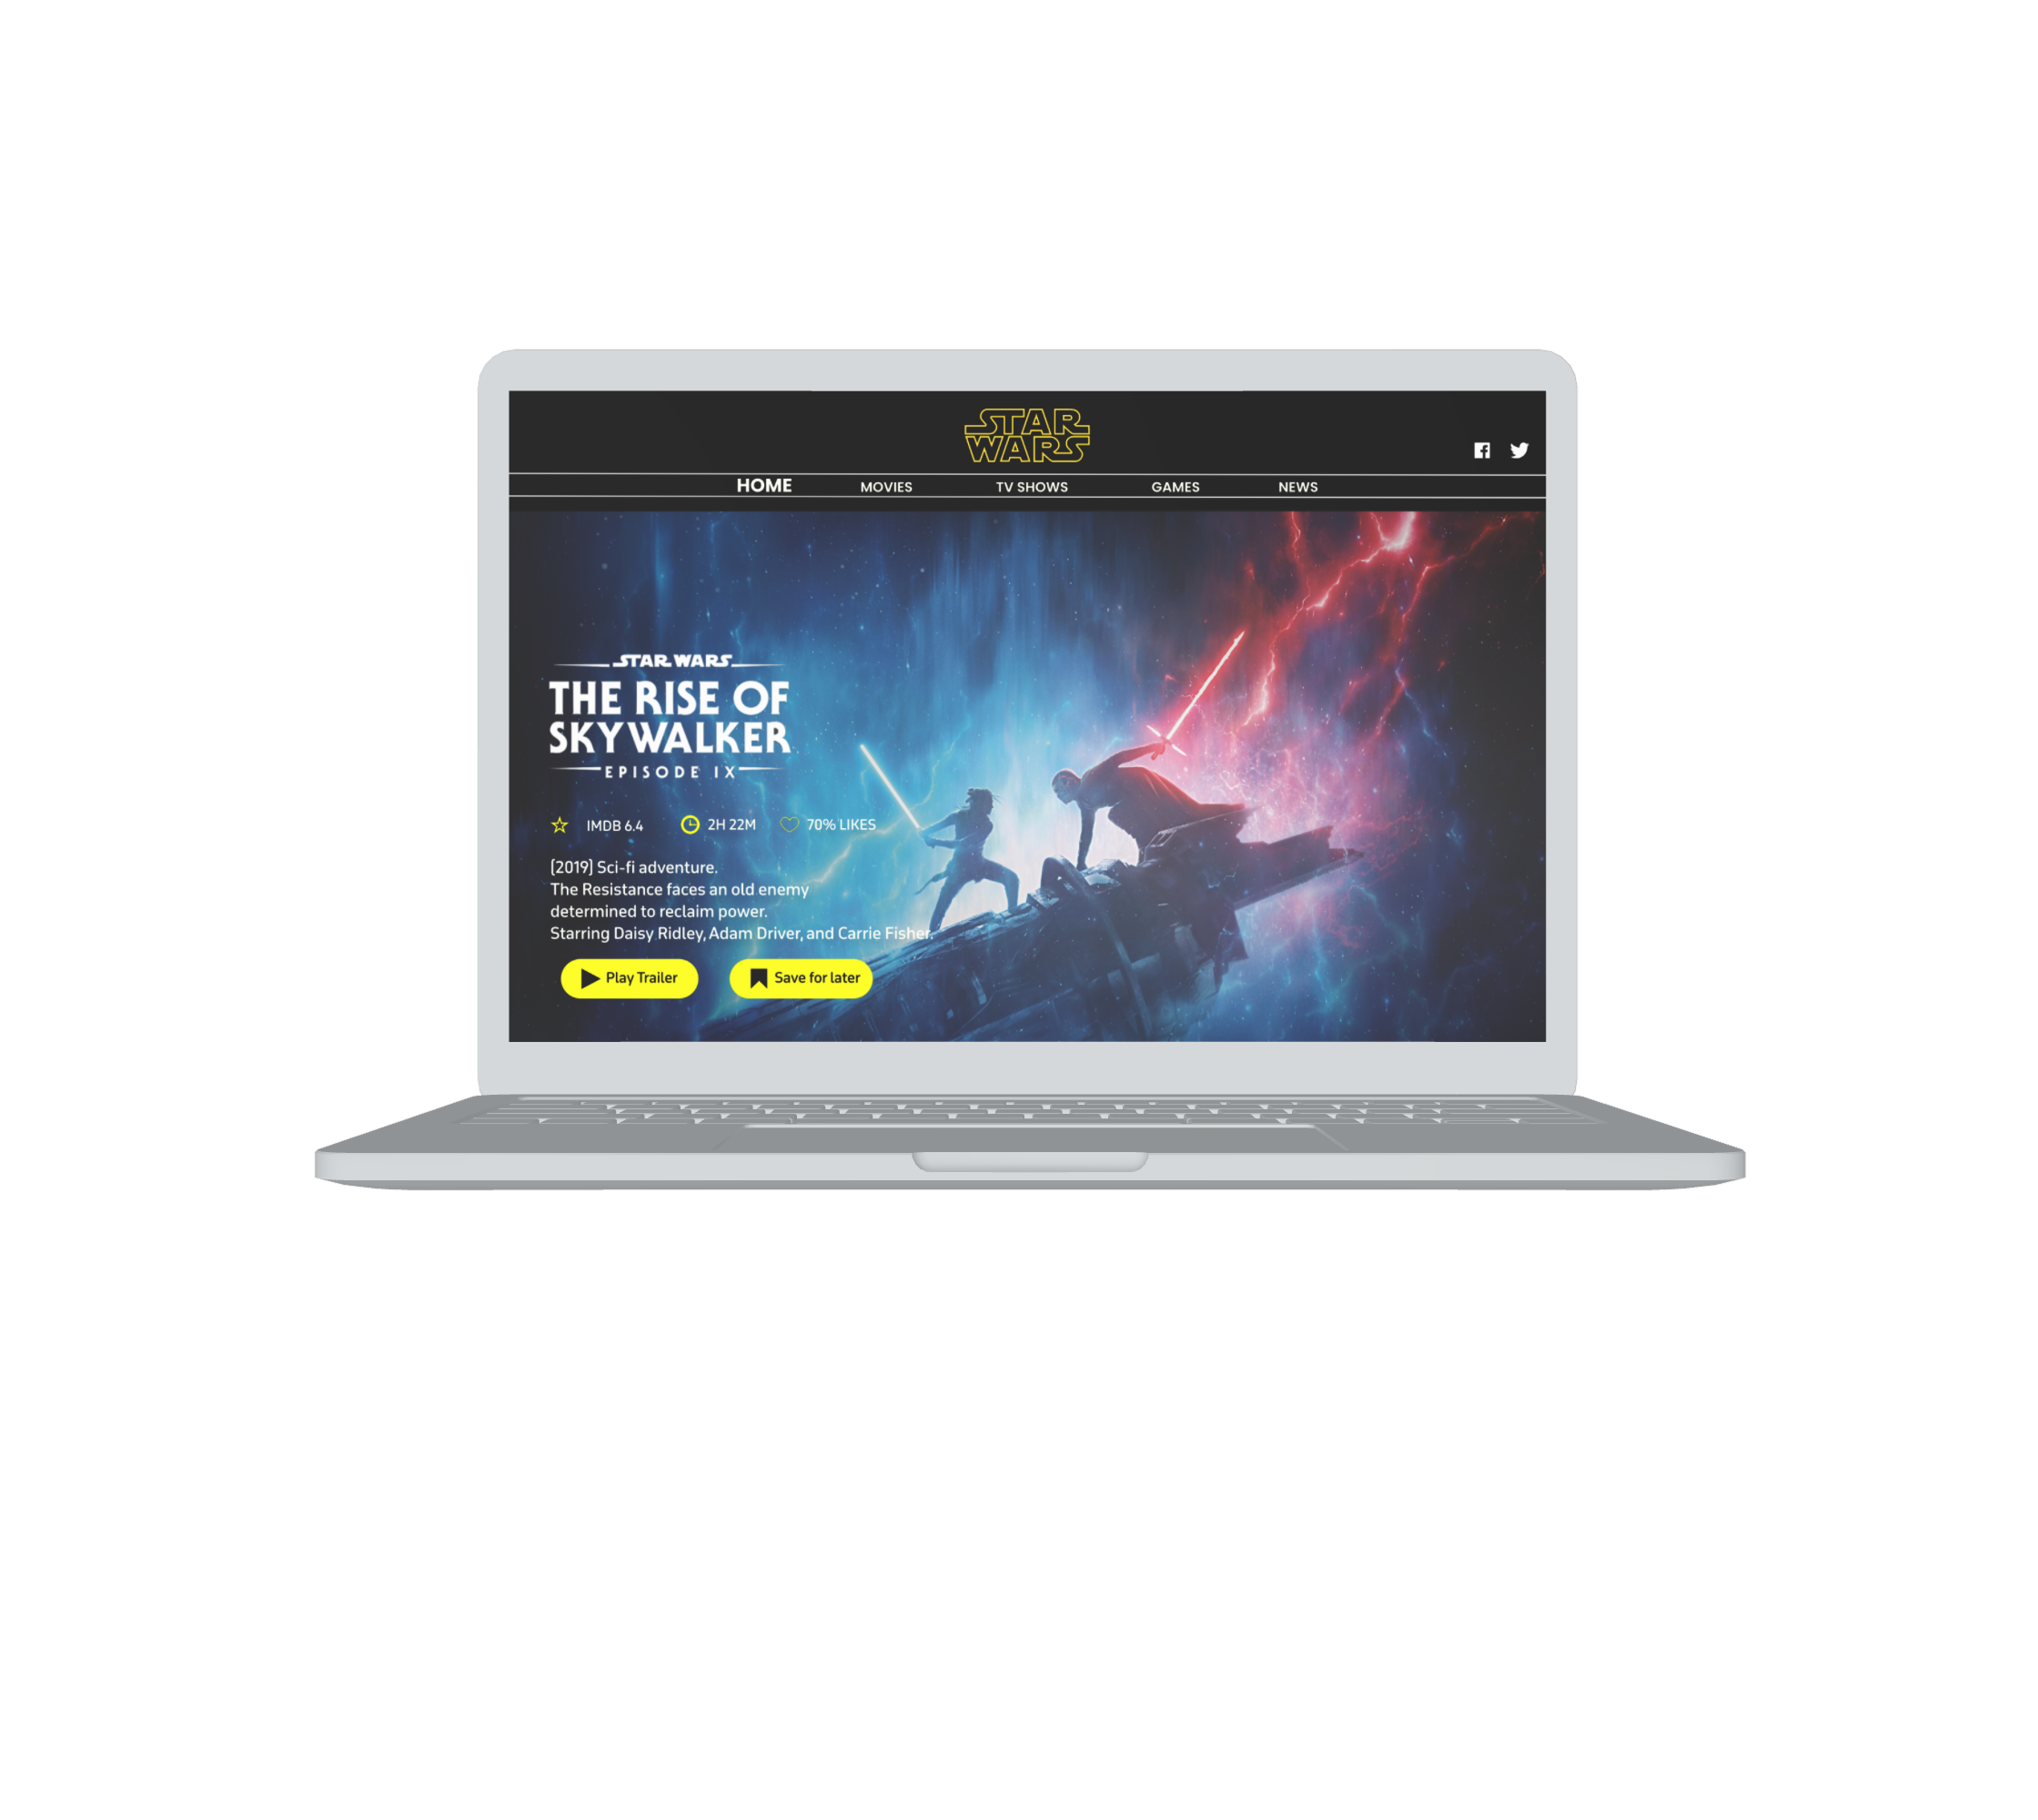 STAR
WARS
HOME MOVIES TV SHOWS GAMES NEWS
STAR WARS
THE RISE OF
SKYWALKER
EPISODE IX
IMDB 6.4 2H 22M 70% LIKES
[2019] Sci-fi adventure.
The Resistance faces an old enemy
determined to reclaim power.
Starring Daisy Ridley, Adam Driver, and Carrie Fisher.
Play Trailer Save for later